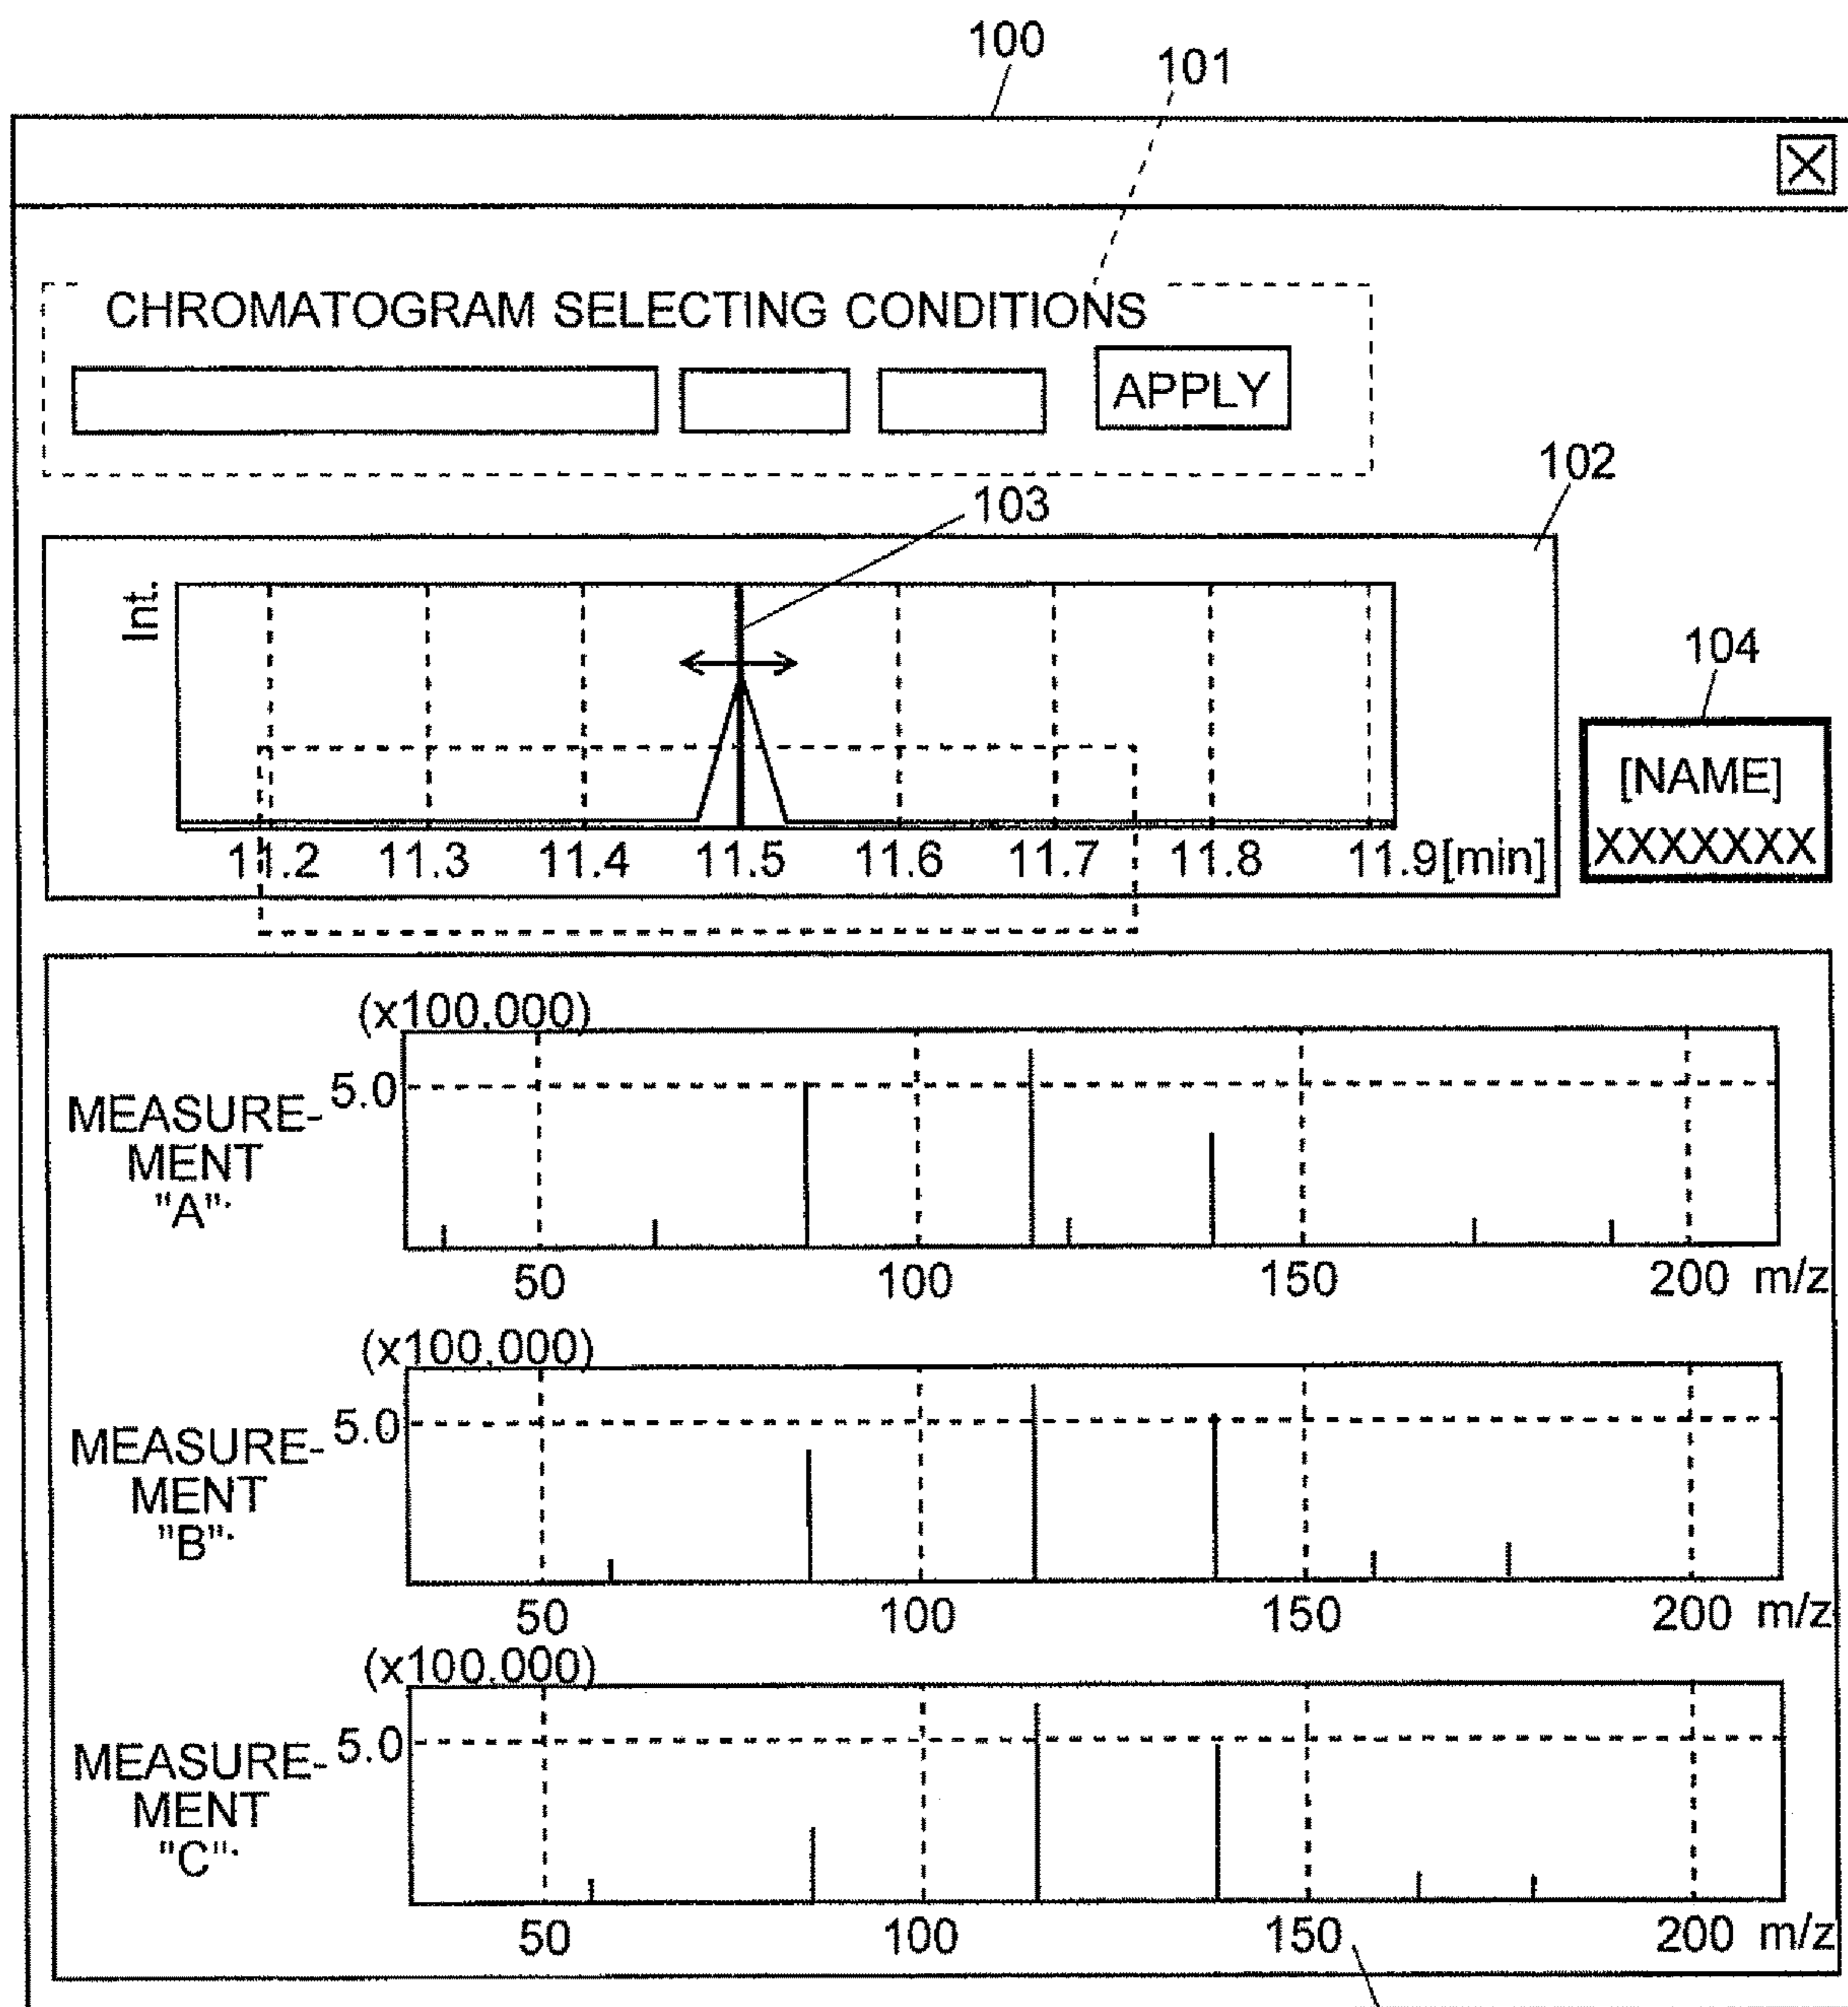 100
101
CHROMATOGRAM SELECTING CONDITIONS
APPLY
102
103
Int.
104
[NAME]
XXXXXXX
11.2 11.3 11.4 11.5 11.6 11.7 11.8 11.9[min]
(x100,000)
5.0
MEASURE-
MENT
"A"
50 100 150 200 m/z
(x100,000)
5.0
MEASURE-
MENT
"B"
50 100 150 200 m/z
(x100,000)
5.0
MEASURE-
MENT
"C"
50 100 150 200 m/z